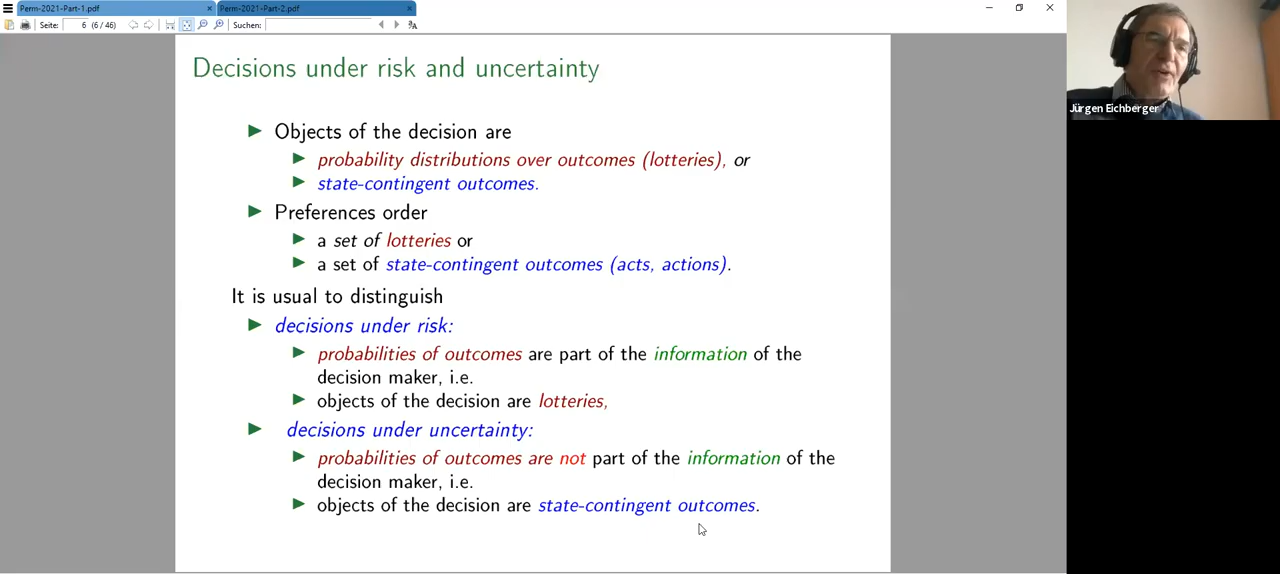 Perm-2021-Part-1.pdf × Perm-2021-Part-2.pdf ×
Seite: 6 (6 / 46) Suchen:
Decisions under risk and uncertainty
Objects of the decision are
probability distributions over outcomes (lotteries), or
state-contingent outcomes.
Preferences order
a set of lotteries or
a set of state-contingent outcomes (acts, actions).
It is usual to distinguish
decisions under risk:
probabilities of outcomes are part of the information of the
decision maker, i.e.
objects of the decision are lotteries,
decisions under uncertainty:
probabilities of outcomes are not part of the information of the
decision maker, i.e.
objects of the decision are state-contingent outcomes.
Jürgen Eichberger